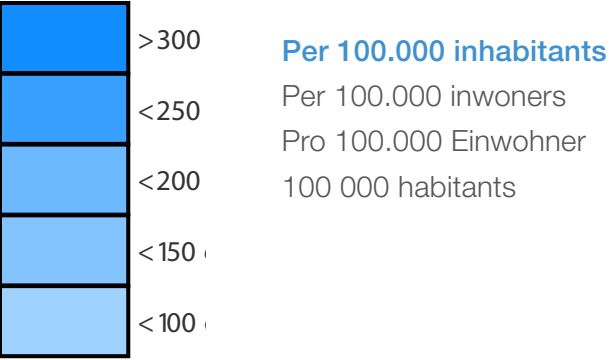 >300
<250
<200
<150
<100
Per 100.000 inhabitants
Per 100.000 inwoners
Pro 100.000 Einwohner
100 000 habitants